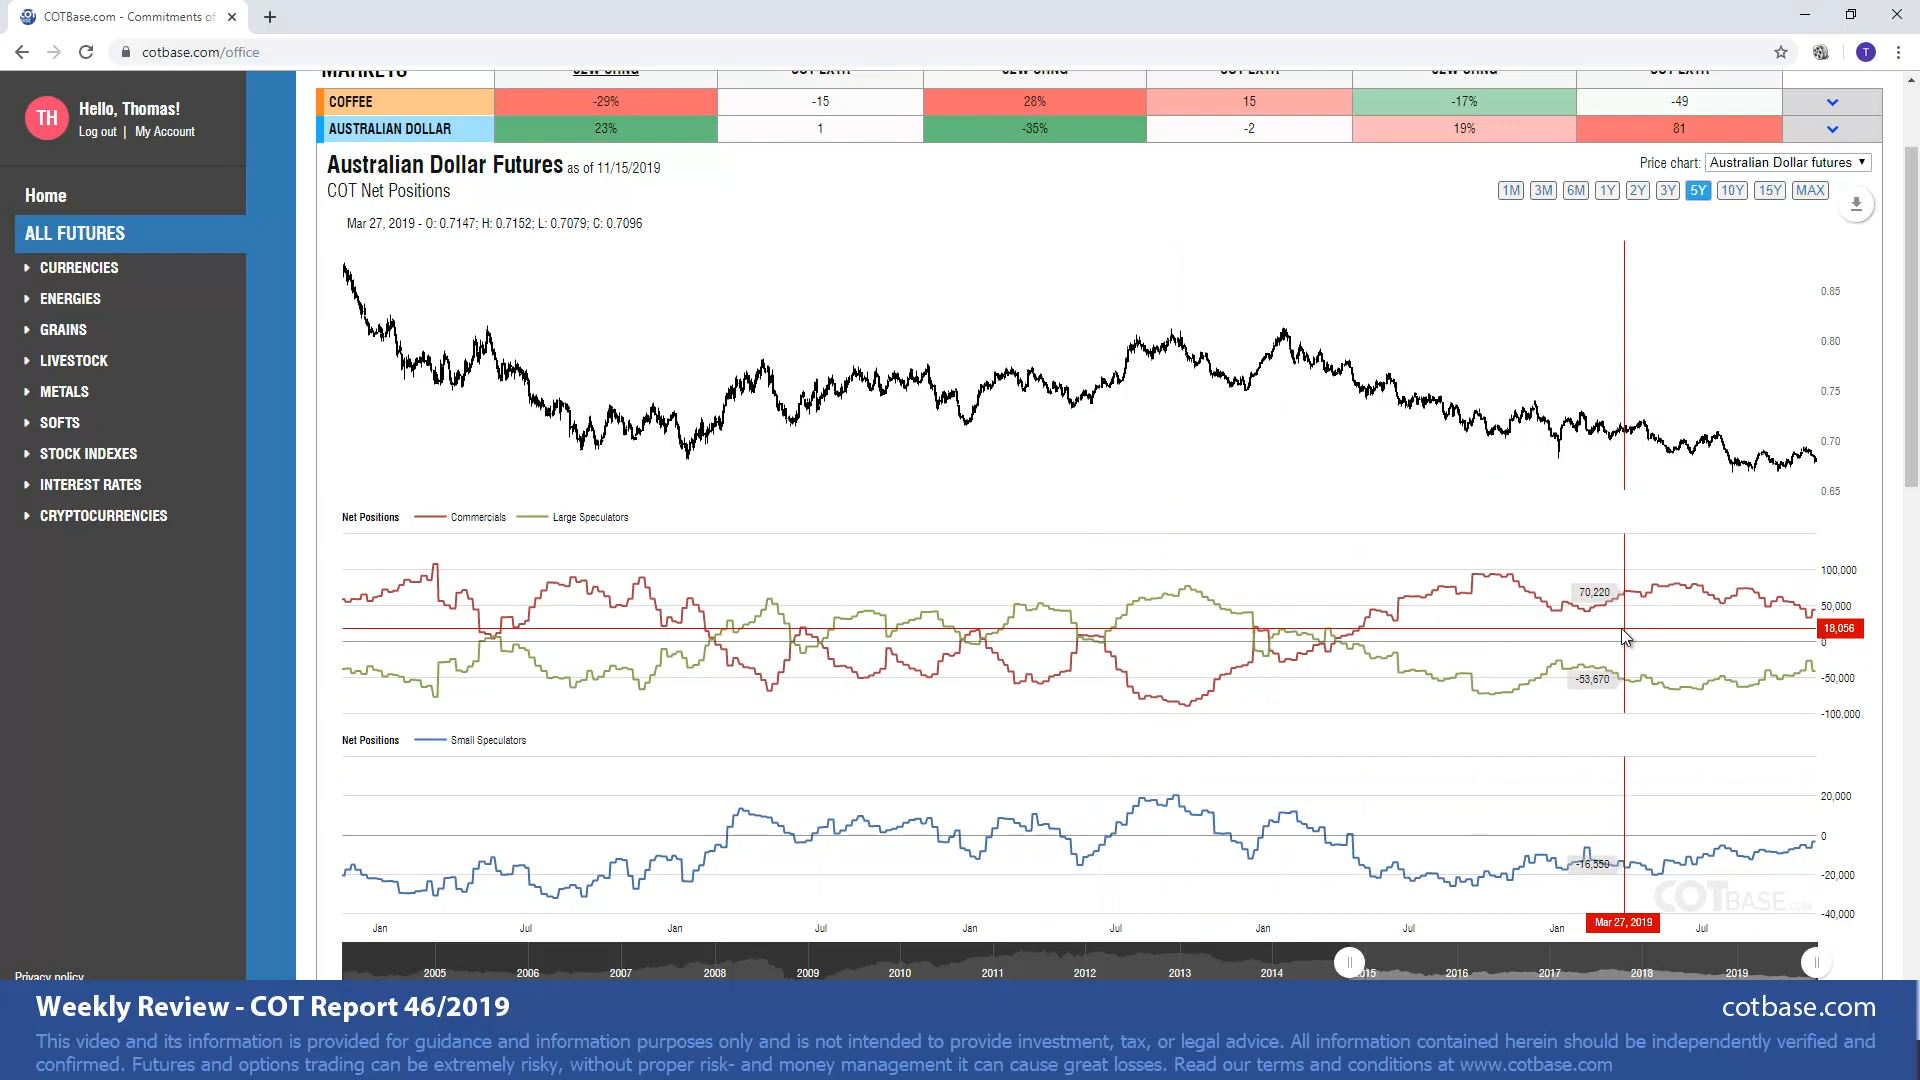 COTBase.com - Commitments of
cotbase.com/office
T
TH
Hello, Thomas!
Log out | My Account
Home
ALL FUTURES
CURRENCIES
ENERGIES
GRAINS
LIVESTOCK
METALS
SOFTS
STOCK INDEXES
INTEREST RATES
CRYPTOCURRENCIES
Privacy policy
MARKETS
COFFEE -29% -15 28% 15 -17% -49
AUSTRALIAN DOLLAR 23% 1 -35% -2 19% 81
Australian Dollar Futures as of 11/15/2019
Price chart: Australian Dollar futures
COT Net Positions
1M 3M 6M 1Y 2Y 3Y 5Y 10Y 15Y MAX
Mar 27, 2019 - O: 0.7147; H: 0.7152; L: 0.7079; C: 0.7096
0.85
0.80
0.75
0.70
0.65
Net Positions Commercials Large Speculators
100,000
70,220
50,000
18,056
0
-53,670
-50,000
-100,000
Net Positions Small Speculators
20,000
0
-16,550
-20,000
COTBASE.COM
-40,000
Jan Jul Jan Jul Jan Jul Jan Jul Jan Mar 27, 2019 Jul
2005 2006 2007 2008 2009 2010 2011 2012 2013 2014 2015 2016 2017 2018 2019
Weekly Review - COT Report 46/2019
cotbase.com
This video and its information is provided for guidance and information purposes only and is not intended to provide investment, tax, or legal advice. All information contained herein should be independently verified and
confirmed. Futures and options trading can be extremely risky, without proper risk- and money management it can cause great losses. Read our terms and conditions at www.cotbase.com